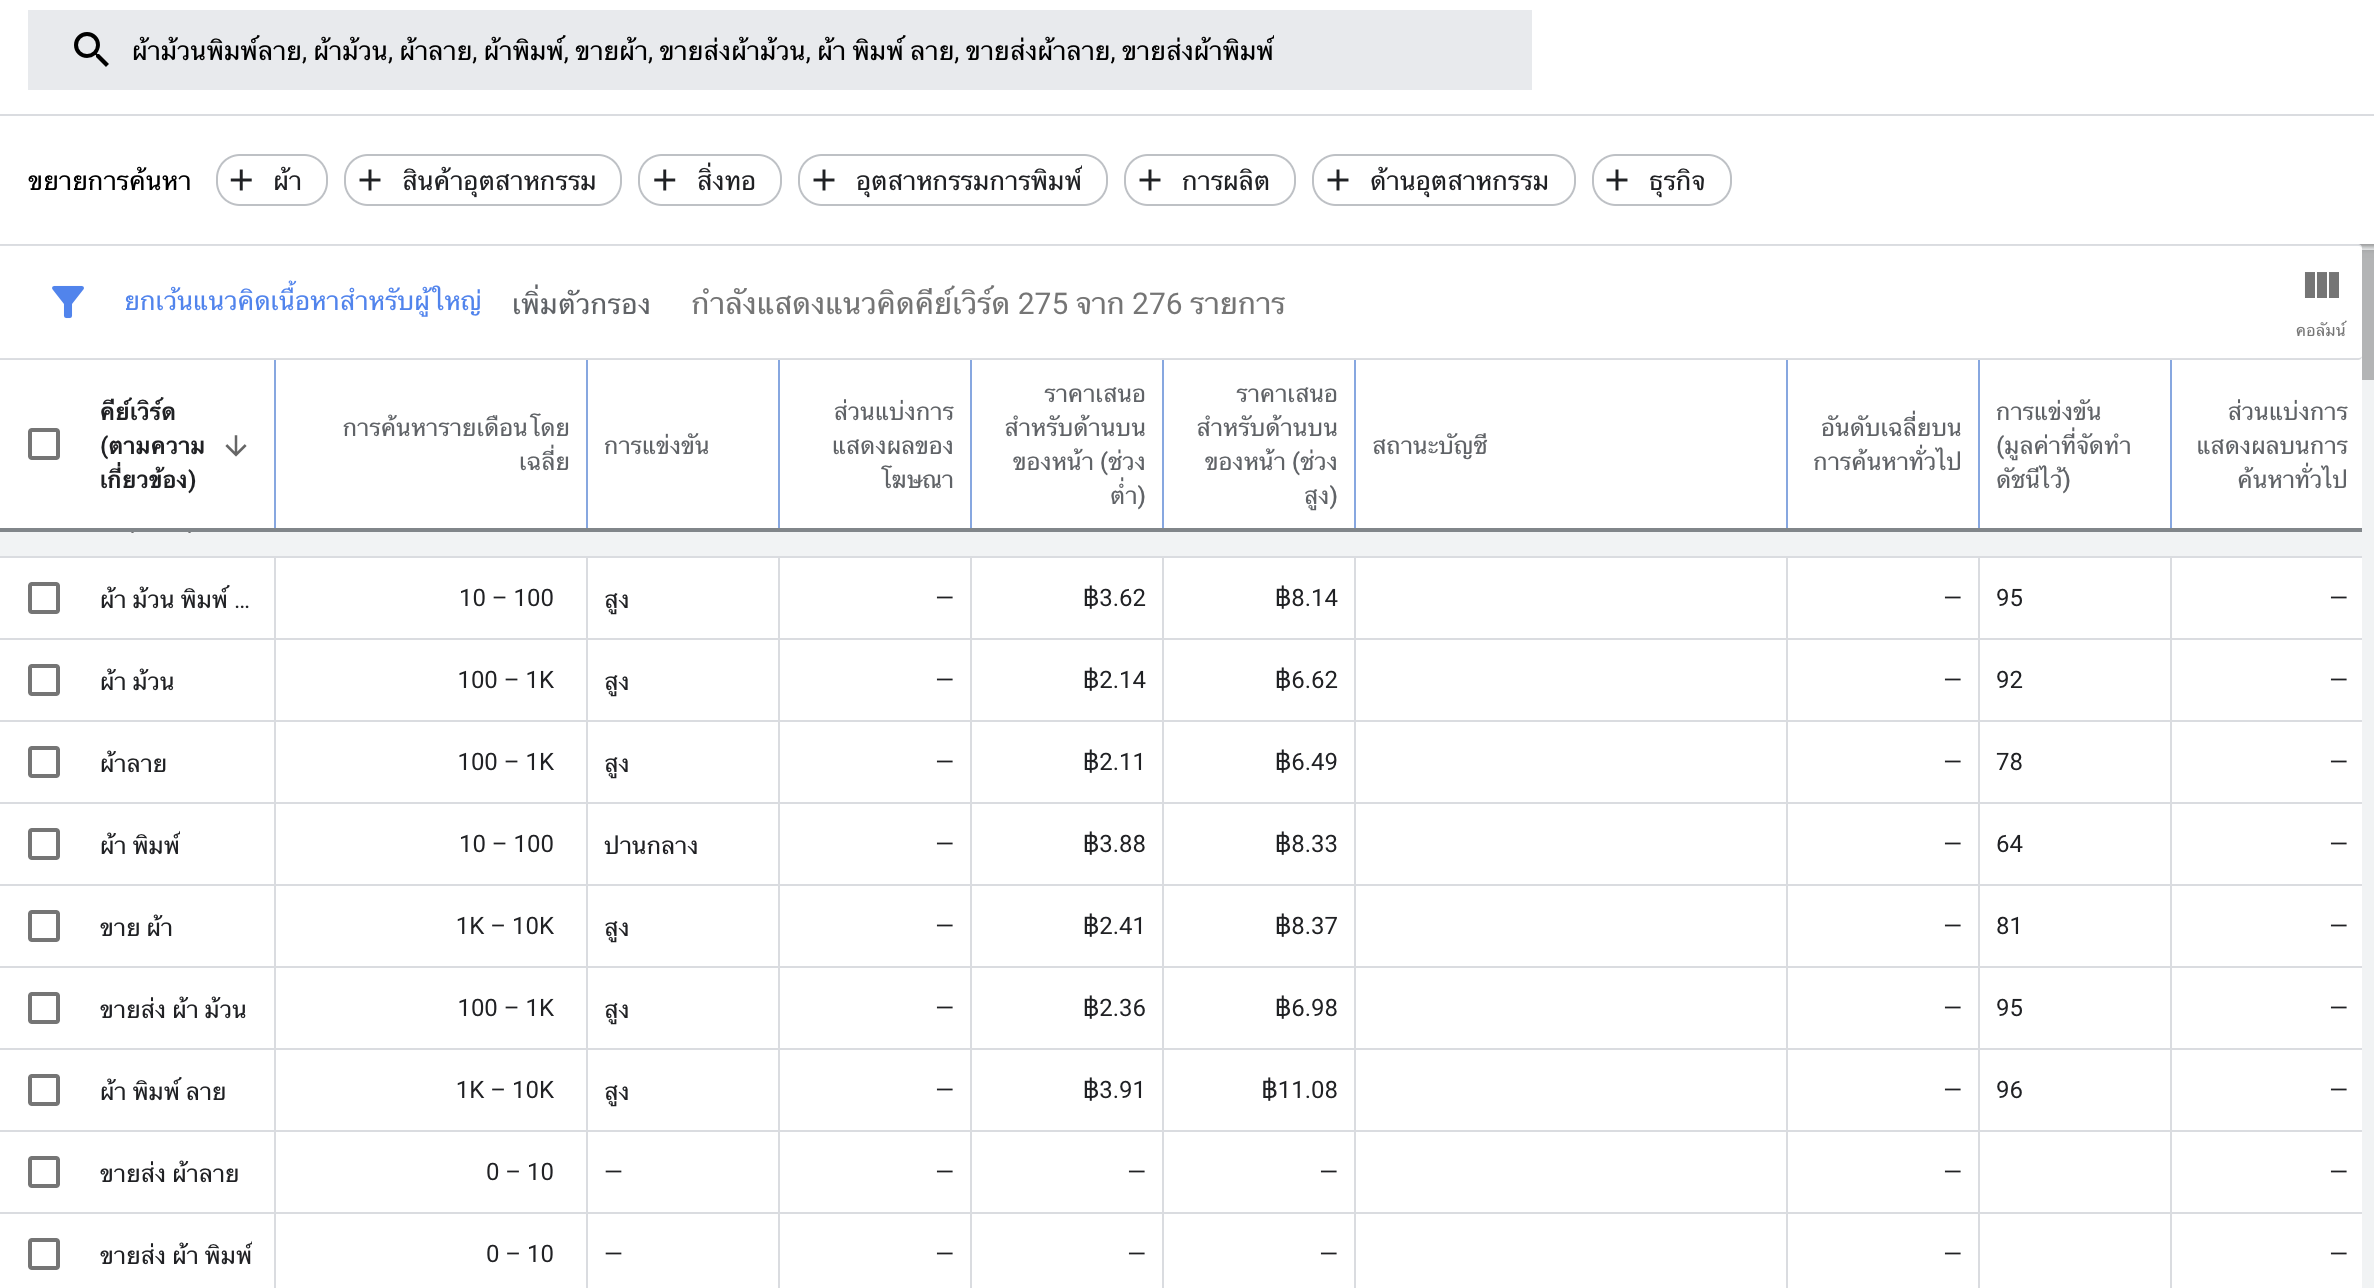 ผ้าม้วนพิมพ์ลาย, ผ้าม้วน, ผ้าลาย, ผ้าพิมพ์, ขายผ้า, ขายส่งผ้าม้วน, ผ้า พิมพ์ ลาย, ขายส่งผ้าลาย, ขายส่งผ้าพิมพ์
ขยายการค้นหา + ผ้า + สินค้าอุตสาหกรรม + สิ่งทอ + อุตสาหกรรมการพิมพ์ + การผลิต + ด้านอุตสาหกรรม + ธุรกิจ
ยกเว้นแนวคิดเนื้อหาสำหรับผู้ใหญ่ เพิ่มตัวกรอง กำลังแสดงแนวคิดคีย์เวิร์ด 275 จาก 276 รายการ
คอลัมน์
คีย์เวิร์ด
(ตามความ
เกี่ยวข้อง)
การค้นหารายเดือนโดย
เฉลี่ย
การแข่งขัน
ส่วนแบ่งการ
แสดงผลของ
โฆษณา
ราคาเสนอ
สำหรับด้านบน
ของหน้า (ช่วง
ต่ำ)
ราคาเสนอ
สำหรับด้านบน
ของหน้า (ช่วง
สูง)
สถานะบัญชี
อันดับเฉลี่ยบน
การค้นหาทั่วไป
การแข่งขัน
(มูลค่าที่จัดทำ
ดัชนีไว้)
ส่วนแบ่งการ
แสดงผลบนการ
ค้นหาทั่วไป
ผ้า ม้วน พิมพ์ ... 10 – 100 สูง – ฿3.62 ฿8.14 – 95 –
ผ้า ม้วน 100 – 1K สูง – ฿2.14 ฿6.62 – 92 –
ผ้าลาย 100 – 1K สูง – ฿2.11 ฿6.49 – 78 –
ผ้า พิมพ์ 10 – 100 ปานกลาง – ฿3.88 ฿8.33 – 64 –
ขาย ผ้า 1K – 10K สูง – ฿2.41 ฿8.37 – 81 –
ขายส่ง ผ้า ม้วน 100 – 1K สูง – ฿2.36 ฿6.98 – 95 –
ผ้า พิมพ์ ลาย 1K – 10K สูง – ฿3.91 ฿11.08 – 96 –
ขายส่ง ผ้าลาย 0 – 10 – – – – – –
ขายส่ง ผ้า พิมพ์ 0 – 10 – – – – – –